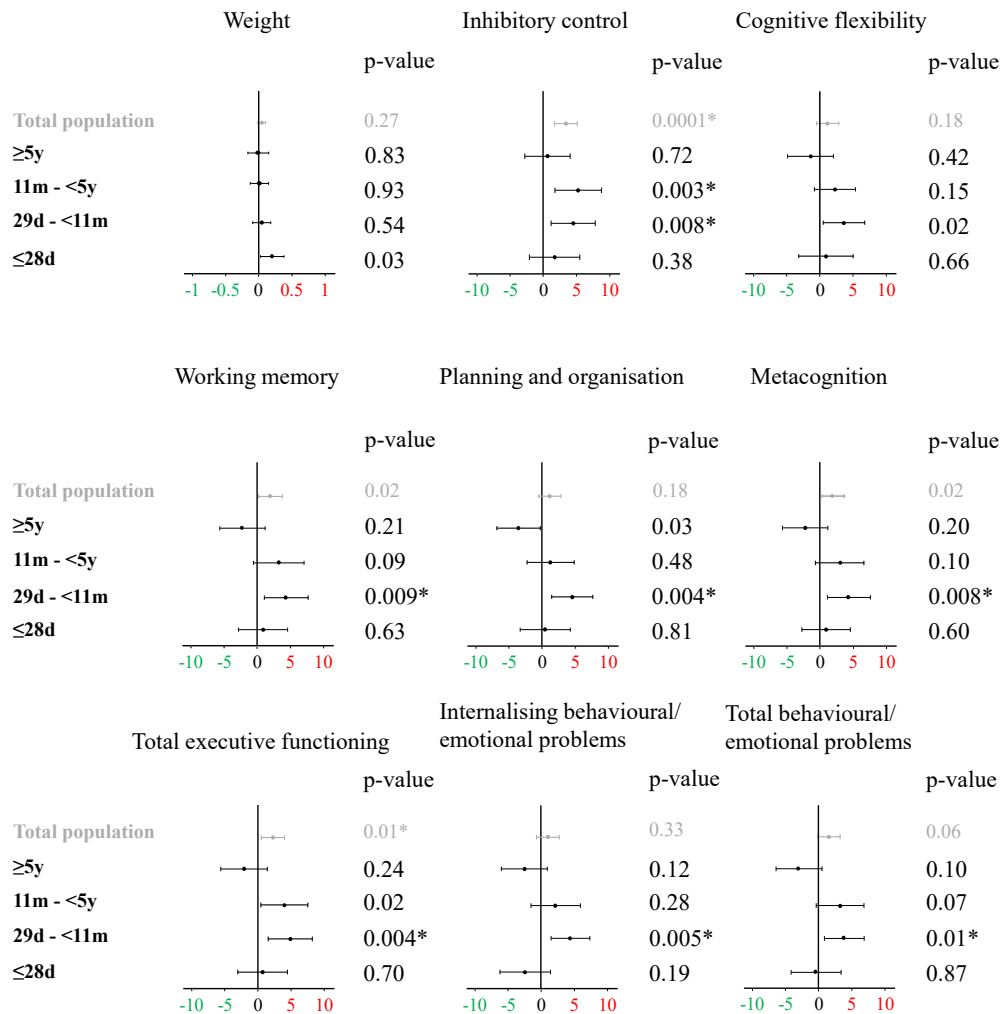 Weight Inhibitory control Cognitive flexibility
p-value p-value p-value
Total population 0.27 0.0001* 0.18
≥5y 0.83 0.72 0.42
11m - <5y 0.93 0.003* 0.15
29d - <11m 0.54 0.008* 0.02
≤28d 0.03 0.38 0.66
-1 -0.5 0 0.5 1 -10 -5 0 5 10 -10 -5 0 5 10
Working memory Planning and organisation Metacognition
p-value p-value p-value
Total population 0.02 0.18 0.02
≥5y 0.21 0.03 0.20
11m - <5y 0.09 0.48 0.10
29d - <11m 0.009* 0.004* 0.008*
≤28d 0.63 0.81 0.60
-10 -5 0 5 10 -10 -5 0 5 10 -10 -5 0 5 10
Internalising behavioural/ Total behavioural/
Total executive functioning emotional problems emotional problems
p-value p-value p-value
Total population 0.01* 0.33 0.06
≥5y 0.24 0.12 0.10
11m - <5y 0.02 0.28 0.07
29d - <11m 0.004* 0.005* 0.01*
≤28d 0.70 0.19 0.87
-10 -5 0 5 10 -10 -5 0 5 10 -10 -5 0 5 10